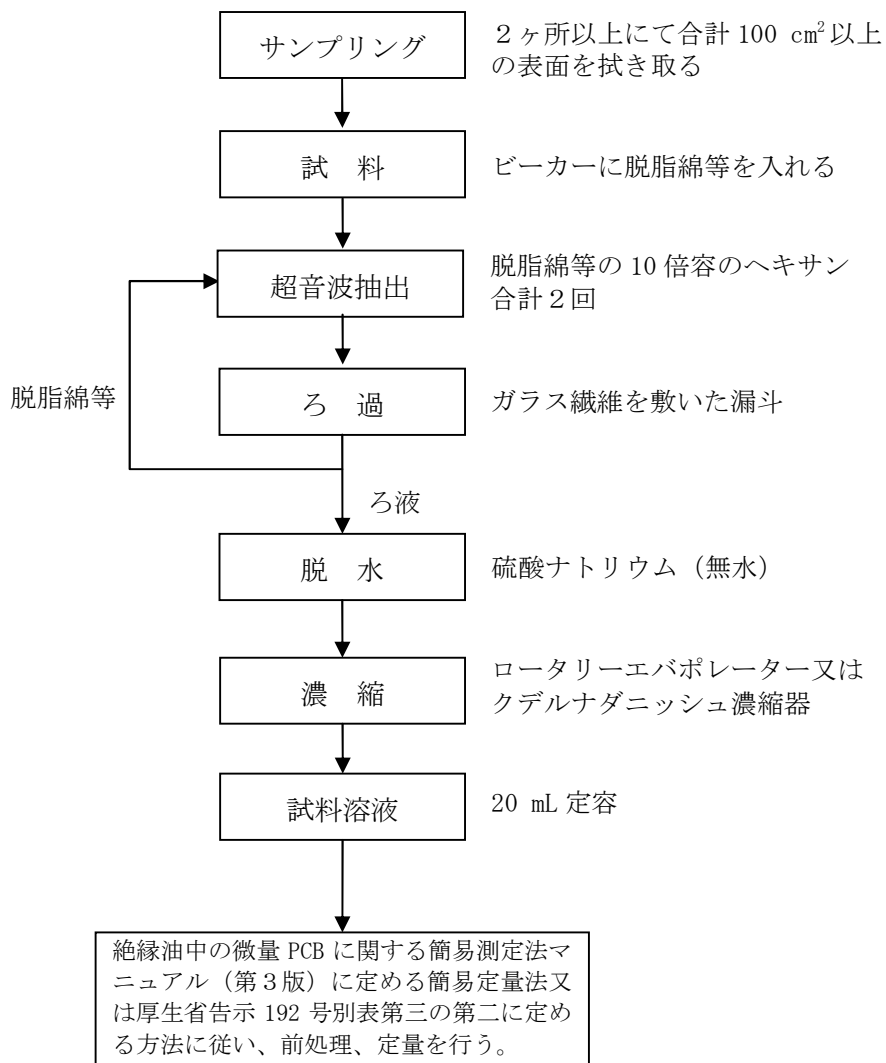 サンプリング
２ヶ所以上にて合計 100 cm²以上
の表面を拭き取る
試　料
ビーカーに脱脂綿等を入れる
超音波抽出
脱脂綿等の 10 倍容のヘキサン
合計２回
脱脂綿等
ろ 過
ガラス繊維を敷いた漏斗
ろ液
脱　水
硫酸ナトリウム（無水）
濃　縮
ロータリーエバポレーター又は
クデルナダニッシュ濃縮器
試料溶液
20 mL 定容
絶縁油中の微量 PCB に関する簡易測定法マ
ニュアル（第３版）に定める簡易定量法又
は厚生省告示 192 号別表第三の第二に定め
る方法に従い、前処理、定量を行う。